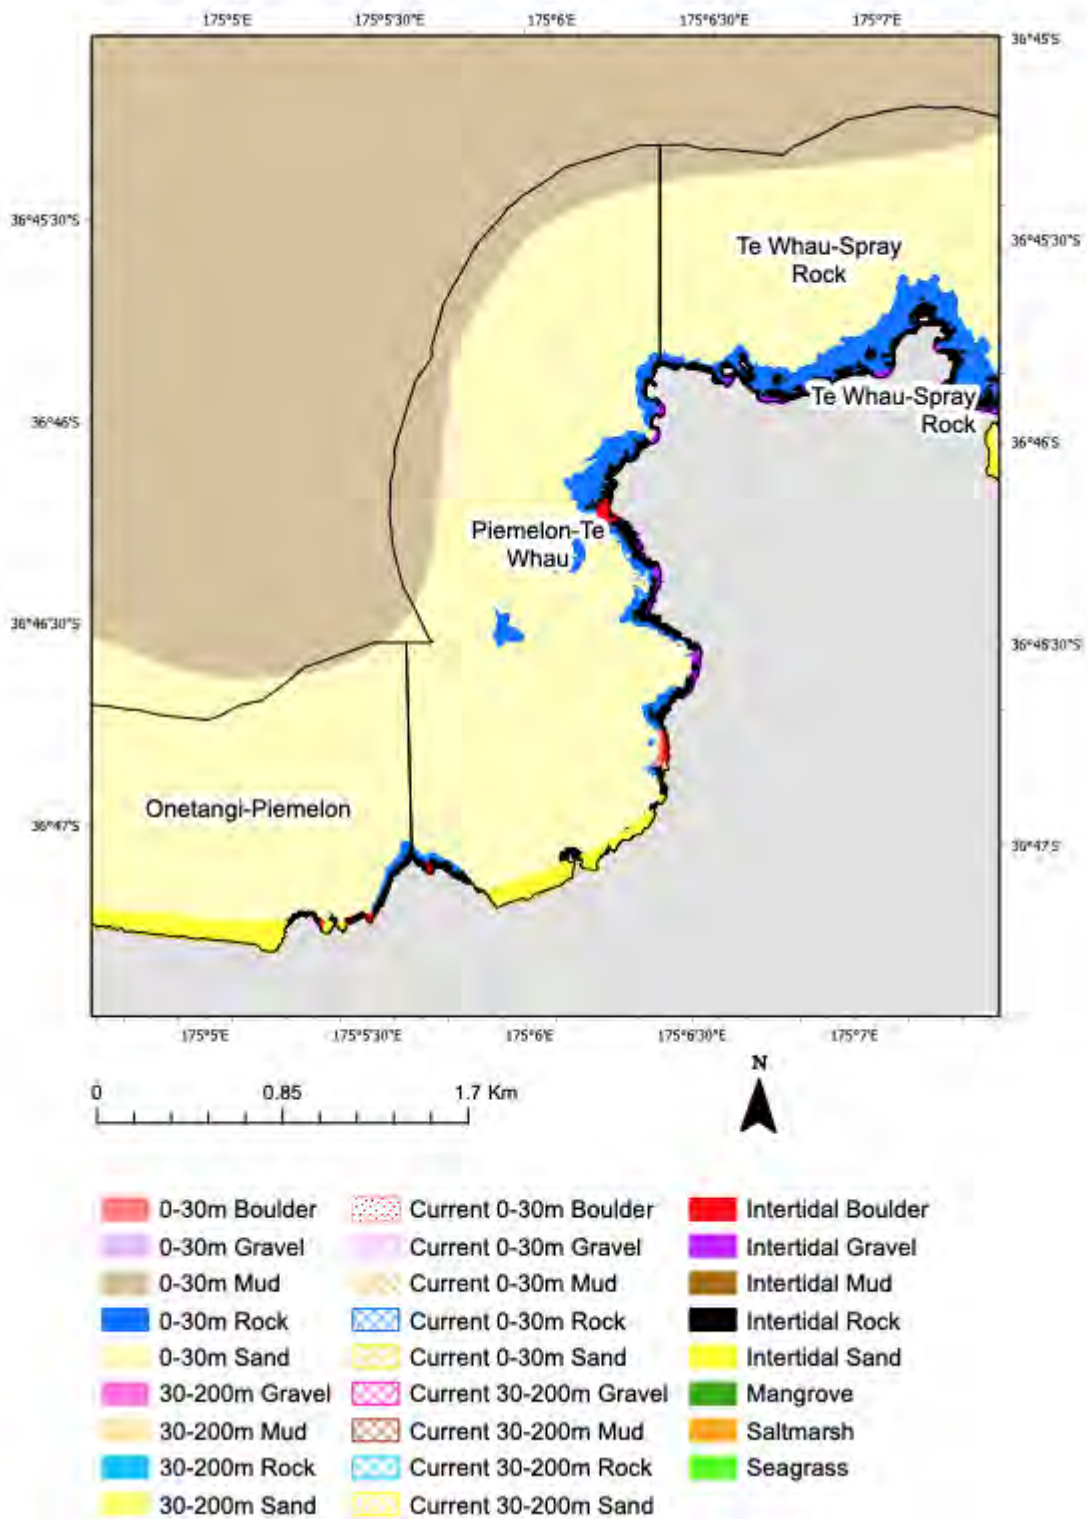 175°5'E 175°5'30"E 175°6'E 175°6'30"E 175°7'E
36°45'S
36°45'30"S
36°45'30"S
Te Whau-Spray
Rock
Te Whau-Spray
Rock
36°46'S
36°46'S
Piemelon-Te
Whau
36°46'30"S
36°45'30"S
Onetangi-Piemelon
36°47'S
36°47'S
175°5'E 175°5'30"E 175°6'E 175°6'30"E 175°7'E
N
0 0.85 1.7 Km
0-30m Boulder
0-30m Gravel
0-30m Mud
0-30m Rock
0-30m Sand
30-200m Gravel
30-200m Mud
30-200m Rock
30-200m Sand
Current 0-30m Boulder
Current 0-30m Gravel
Current 0-30m Mud
Current 0-30m Rock
Current 0-30m Sand
Current 30-200m Gravel
Current 30-200m Mud
Current 30-200m Rock
Current 30-200m Sand
Intertidal Boulder
Intertidal Gravel
Intertidal Mud
Intertidal Rock
Intertidal Sand
Mangrove
Saltmarsh
Seagrass